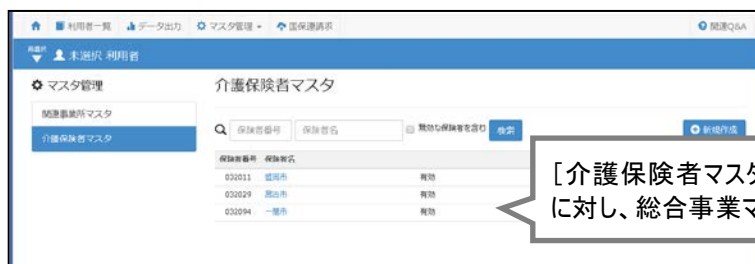 利用者一覧 データ出力 マスタ管理 国保連請求 関連Q&A
未選択 利用者
マスタ管理
関連事業所マスタ
介護保険者マスタ
介護保険者マスタ
保険者番号 保険者名 無効な保険者を含む 検索 新規作成
保険者番号 保険者名
032011 盛岡市 有効
032029 宮古市 有効
032094 一関市 有効
[介護保険者マスタ
に対し、総合事業マ